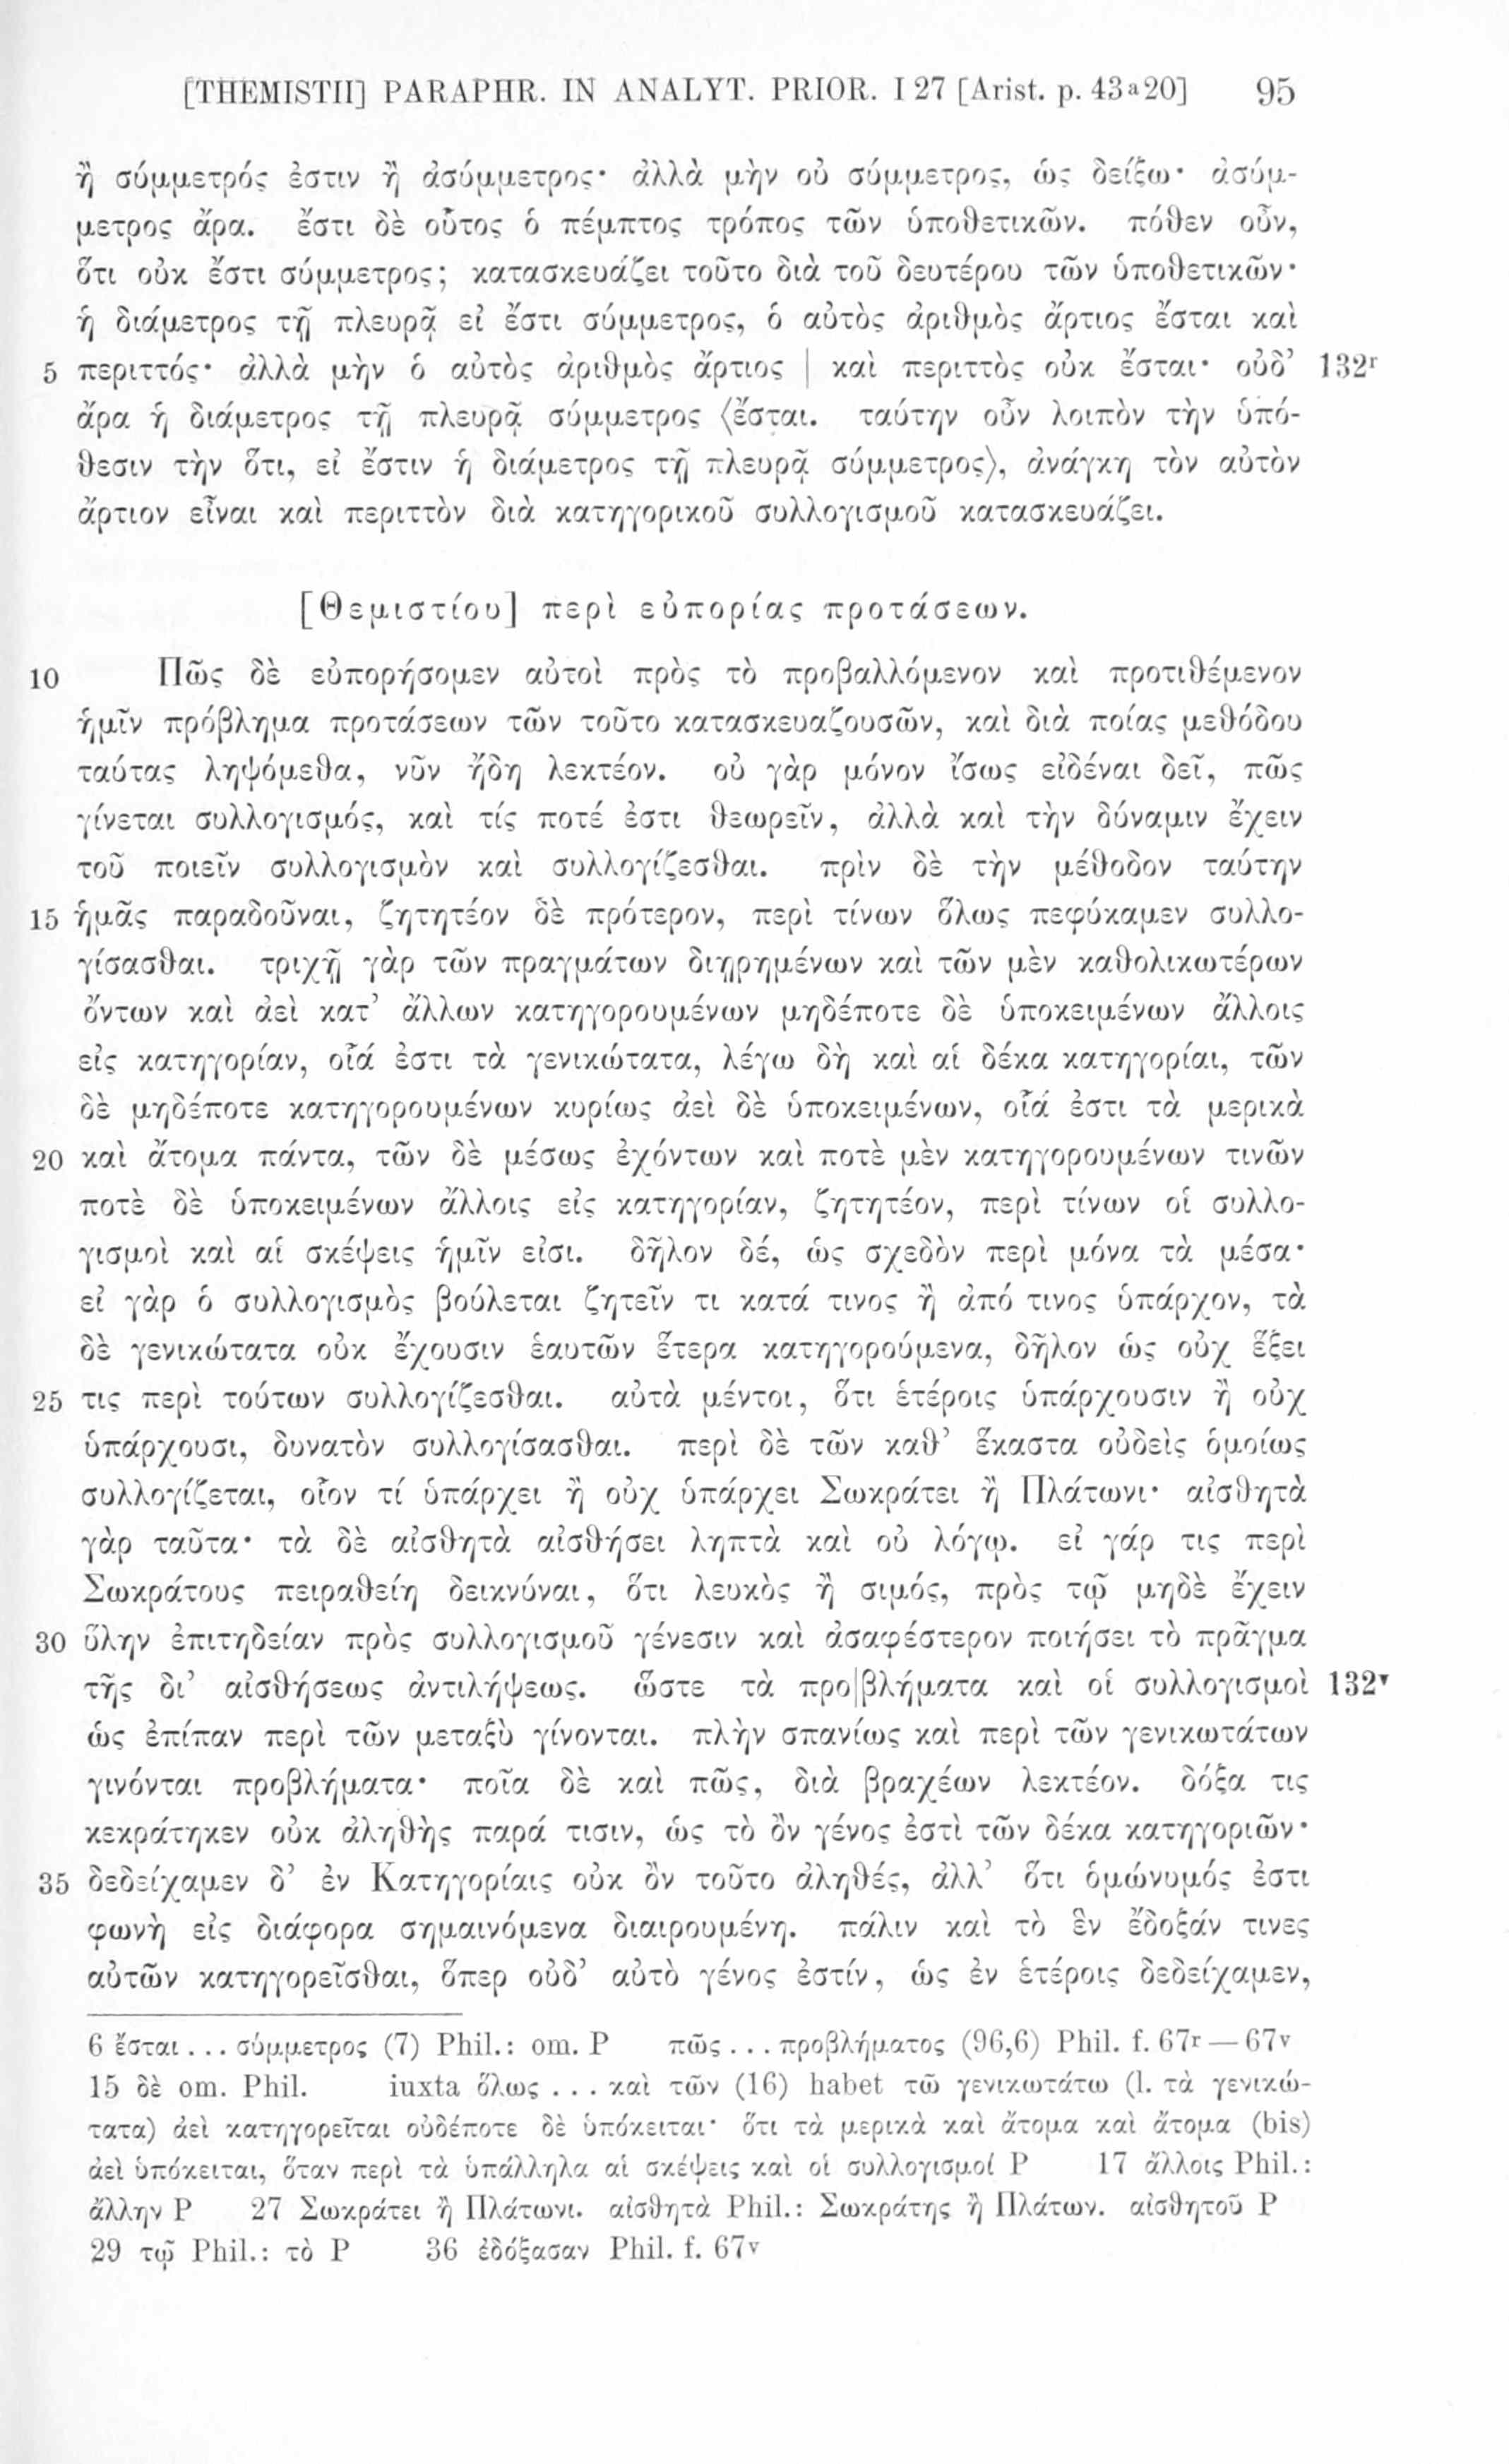 [THEMISTII] PARAPHR. IN ANALYT. PRIOR. I 27 [Arist. p. 43a20] 95
ἢ σύμμετρός ἐστιν ἢ ἀσύμμετρος· ἀλλὰ μὴν οὐ σύμμετρος, ὡς δείξω· ἀσύμ-
μετρος ἄρα. ἔστι δὲ οὗτος ὁ πέμπτος τρόπος τῶν ὑποθετικῶν. πόθεν οὖν,
ὅτι οὐκ ἔστι σύμμετρος; κατασκευάζει τοῦτο διὰ τοῦ δευτέρου τῶν ὑποθετικῶν·
ἡ διάμετρος τῇ πλευρᾷ εἰ ἔστι σύμμετρος, ὁ αὐτὸς ἀριθμὸς ἄρτιος ἔσται καὶ
5 περιττός· ἀλλὰ μὴν ὁ αὐτὸς ἀριθμὸς ἄρτιος | καὶ περιττὸς οὐκ ἔσται· οὐδ’ 132r
ἄρα ἡ διάμετρος τῇ πλευρᾷ σύμμετρος ⟨ἔσται. ταύτην οὖν λοιπὸν τὴν ὑπό-
θεσιν τὴν ὅτι, εἰ ἔστιν ἡ διάμετρος τῇ πλευρᾷ σύμμετρος⟩, ἀνάγκη τὸν αὐτὸν
ἄρτιον εἶναι καὶ περιττὸν διὰ κατηγορικοῦ συλλογισμοῦ κατασκευάζει.
[Θεμιστίου] περὶ εὐπορίας προτάσεων.
10 Πῶς δὲ εὐπορήσομεν αὐτοὶ πρὸς τὸ προβαλλόμενον καὶ προτιθέμενον
ἡμῖν πρόβλημα προτάσεων τῶν τοῦτο κατασκευαζουσῶν, καὶ διὰ ποίας μεθόδου
ταύτας ληψόμεθα, νῦν ἤδη λεκτέον. οὐ γὰρ μόνον ἴσως εἰδέναι δεῖ, πῶς
γίνεται συλλογισμός, καὶ τίς ποτέ ἐστι θεωρεῖν, ἀλλὰ καὶ τὴν δύναμιν ἔχειν
τοῦ ποιεῖν συλλογισμὸν καὶ συλλογίζεσθαι. πρὶν δὲ τὴν μέθοδον ταύτην
15 ἡμᾶς παραδοῦναι, ζητητέον δὲ πρότερον, περὶ τίνων ὅλως πεφύκαμεν συλλο-
γίσασθαι. τριχῇ γὰρ τῶν πραγμάτων διῃρημένων καὶ τῶν μὲν καθολικωτέρων
ὄντων καὶ ἀεὶ κατ’ ἄλλων κατηγορουμένων μηδέποτε δὲ ὑποκειμένων ἄλλοις
εἰς κατηγορίαν, οἷά ἐστι τὰ γενικώτατα, λέγω δὴ καὶ αἱ δέκα κατηγορίαι, τῶν
δὲ μηδέποτε κατηγορουμένων κυρίως ἀεὶ δὲ ὑποκειμένων, οἷά ἐστι τὰ μερικὰ
20 καὶ ἄτομα πάντα, τῶν δὲ μέσως ἐχόντων καὶ ποτὲ μὲν κατηγορουμένων τινῶν
ποτὲ δὲ ὑποκειμένων ἄλλοις εἰς κατηγορίαν, ζητητέον, περὶ τίνων οἱ συλλο-
γισμοὶ καὶ αἱ σκέψεις ἡμῖν εἰσι. δῆλον δέ, ὡς σχεδὸν περὶ μόνα τὰ μέσα·
εἰ γὰρ ὁ συλλογισμὸς βούλεται ζητεῖν τι κατά τινος ἢ ἀπό τινος ὑπάρχον, τὰ
δὲ γενικώτατα οὐκ ἔχουσιν ἑαυτῶν ἕτερα κατηγορούμενα, δῆλον ὡς οὐχ ἕξει
25 τις περὶ τούτων συλλογίζεσθαι. αὐτὰ μέντοι, ὅτι ἑτέροις ὑπάρχουσιν ἢ οὐχ
ὑπάρχουσι, δυνατὸν συλλογίσασθαι. περὶ δὲ τῶν καθ’ ἕκαστα οὐδεὶς ὁμοίως
συλλογίζεται, οἷον τί ὑπάρχει ἢ οὐχ ὑπάρχει Σωκράτει ἢ Πλάτωνι· αἰσθητὰ
γὰρ ταῦτα· τὰ δὲ αἰσθητὰ αἰσθήσει ληπτὰ καὶ οὐ λόγῳ. εἰ γάρ τις περὶ
Σωκράτους πειραθείη δεικνύναι, ὅτι λευκὸς ἢ σιμός, πρὸς τῷ μηδὲ ἔχειν
30 ὕλην ἐπιτηδείαν πρὸς συλλογισμοῦ γένεσιν καὶ ἀσαφέστερον ποιήσει τὸ πρᾶγμα
τῆς δι’ αἰσθήσεως ἀντιλήψεως. ὥστε τὰ προ|βλήματα καὶ οἱ συλλογισμοὶ 132v
ὡς ἐπίπαν περὶ τῶν μεταξὺ γίνονται. πλὴν σπανίως καὶ περὶ τῶν γενικωτάτων
γινόνται προβλήματα· ποῖα δὲ καὶ πῶς, διὰ βραχέων λεκτέον. δόξα τις
κεκράτηκεν οὐκ ἀληθὴς παρά τισιν, ὡς τὸ ὂν γένος ἐστὶ τῶν δέκα κατηγοριῶν·
35 δεδείχαμεν δ’ ἐν Κατηγορίαις οὐκ ὂν τοῦτο ἀληθές, ἀλλ’ ὅτι ὁμώνυμός ἐστι
φωνὴ εἰς διάφορα σημαινόμενα διαιρουμένη. πάλιν καὶ τὸ ἓν ἔδοξάν τινες
αὐτῶν κατηγορεῖσθαι, ὅπερ οὐδ’ αὐτὸ γένος ἐστίν, ὡς ἐν ἑτέροις δεδείχαμεν,
6 ἔσται... σύμμετρος (7) Phil.: om. P πῶς... προβλήματος (96,6) Phil. f. 67r — 67v
15 δὲ om. Phil. iuxta ὅλως ... καὶ τῶν (16) habet τῶ γενικωτάτω (l. τὰ γενικώ-
τατα) ἀεὶ κατηγορεῖται οὐδέποτε δὲ ὑπόκειται· ὅτι τὰ μερικὰ καὶ ἄτομα καὶ ἄτομα (bis)
ἀεὶ ὑπόκειται, ὅταν περὶ τὰ ὑπάλληλα αἱ σκέψεις καὶ οἱ συλλογισμοί P 17 ἄλλοις Phil.:
ἄλλην P 27 Σωκράτει ἢ Πλάτωνι. αἰσθητὰ Phil.: Σωκράτης ἢ Πλάτων. αἰσθητοῦ P
29 τῷ Phil.: τὸ P 36 ἐδόξασαν Phil. f. 67v